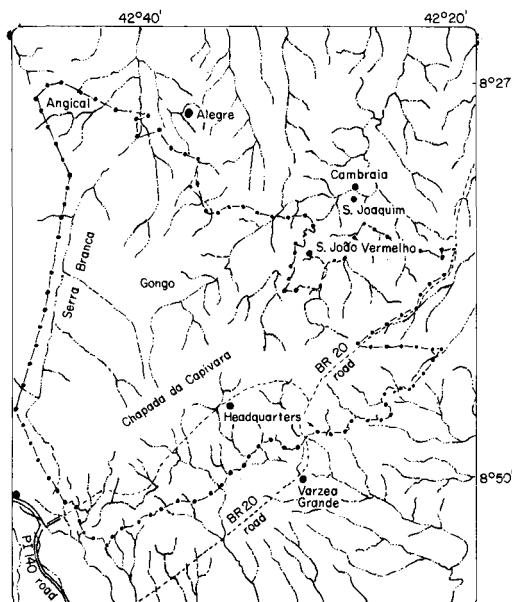 42°40'
42°20'
8°27'
Angical
Alegre
Cambraia
S. Joaquim
S. João Vermelho
Serra Branca
Gongo
BR 20
road
Chapada da Capivara
Headquarters
8°50'
Varzea
Grande
BR 20
road
PI 140 road